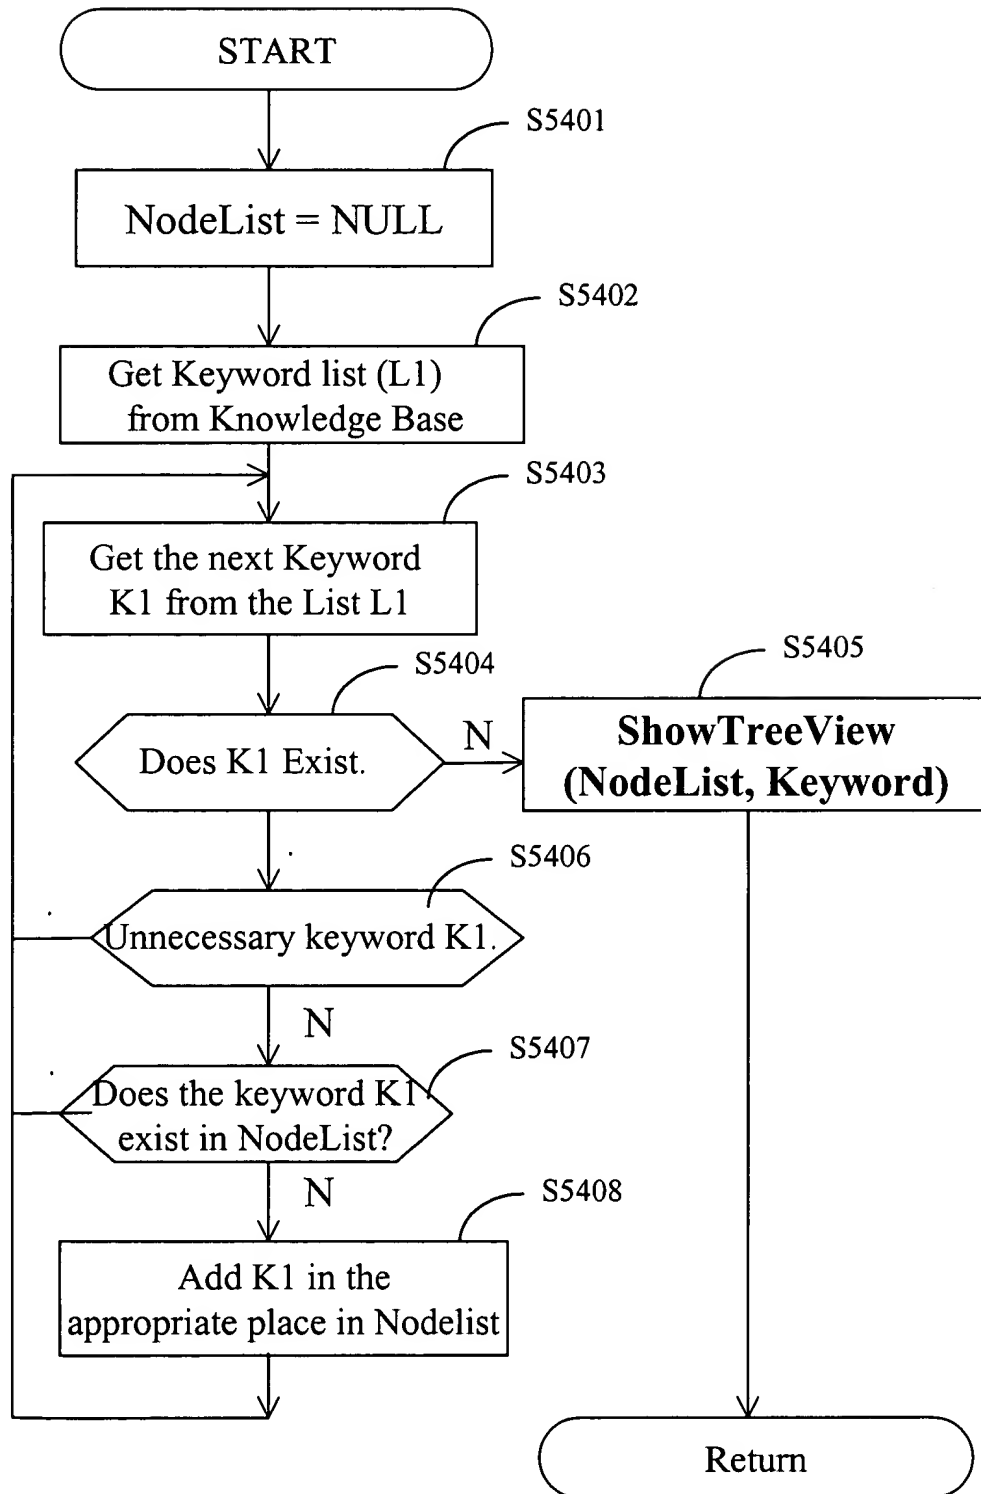 START
S5401
NodeList = NULL
S5402
Get Keyword list (L1)
from Knowledge Base
S5403
Get the next Keyword
K1 from the List L1
S5404
Does K1 Exist.
N
S5405
ShowTreeView
(NodeList, Keyword)
S5406
Unnecessary keyword K1.
N
S5407
Does the keyword K1
exist in NodeList?
N
S5408
Add K1 in the
appropriate place in Nodelist
Return